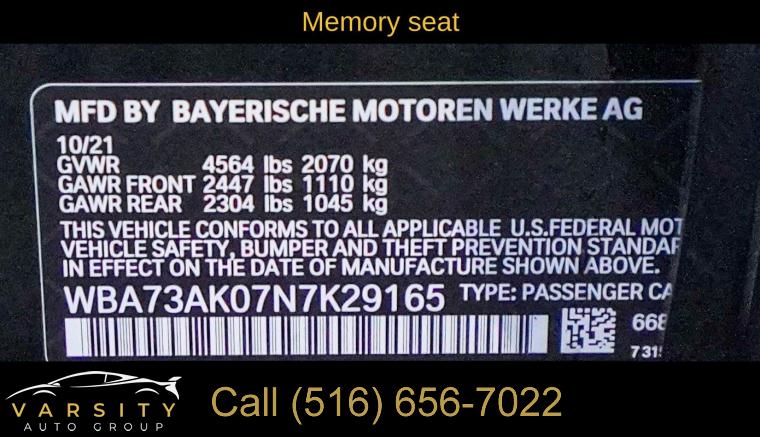 Memory seat
MFD BY BAYERISCHE MOTOREN WERKE AG
10/21
GVWR 4564 lbs 2070 kg
GAWR FRONT 2447 lbs 1110 kg
GAWR REAR 2304 lbs 1045 kg
THIS VEHICLE CONFORMS TO ALL APPLICABLE U.S.FEDERAL MOT
VEHICLE SAFETY, BUMPER AND THEFT PREVENTION STANDAR
IN EFFECT ON THE DATE OF MANUFACTURE SHOWN ABOVE.
WBA73AK07N7K29165 TYPE: PASSENGER CA
668
731
VARSITY
AUTO GROUP
Call (516) 656-7022